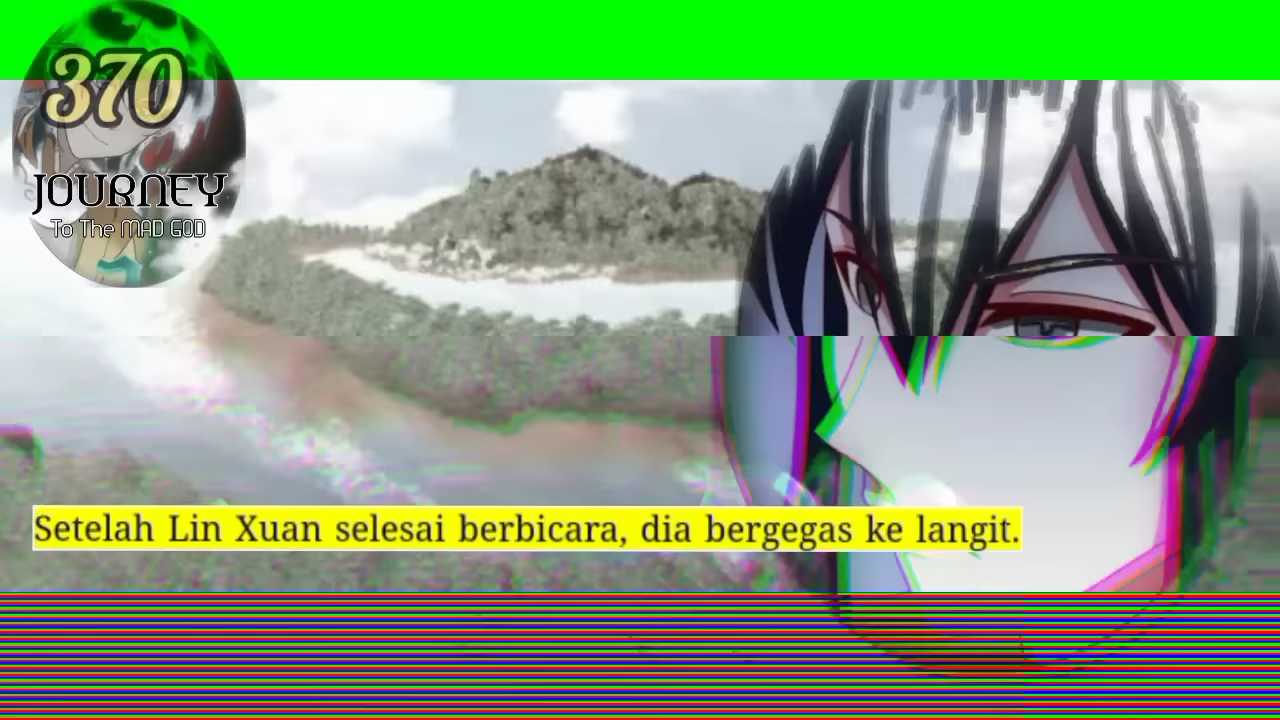 370
JOURNEY
To The MAD GOD
Setelah Lin Xuan selesai berbicara, dia bergegas ke langit.